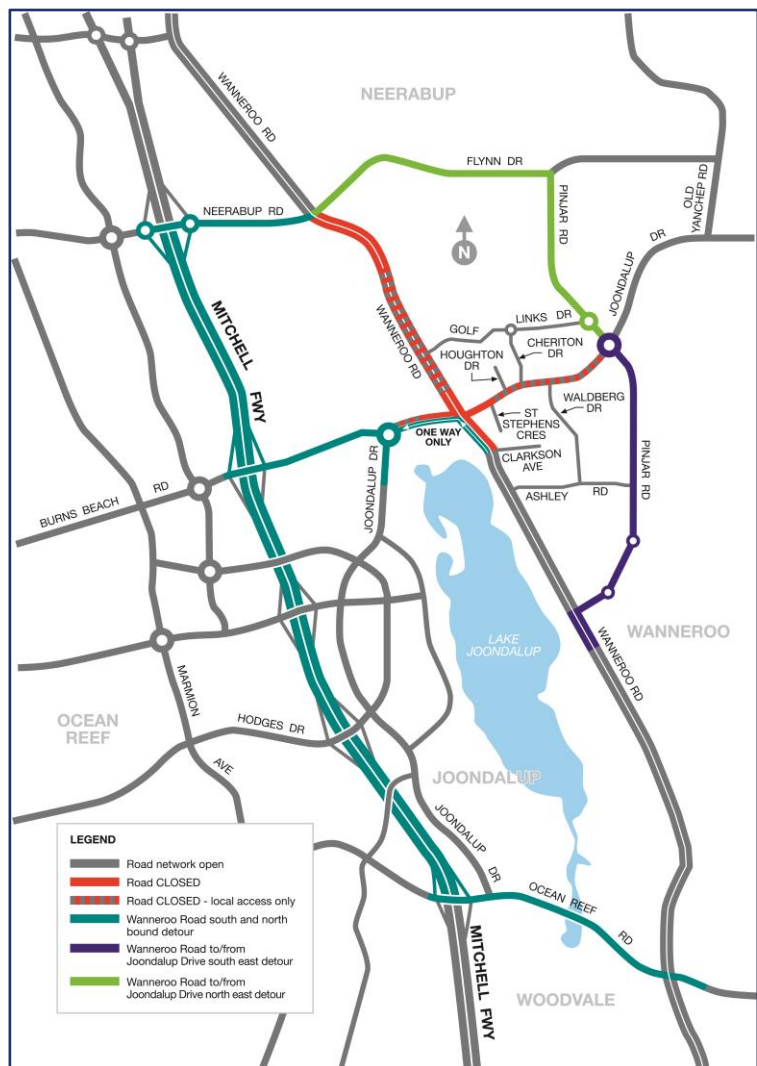 NEERABUP
WANNEROO RD
FLYNN DR
PINJAR RD
OLD
YANCHEP RD
NEERABUP RD
N
JOONDALUP
DR
MITCHELL
FWY
WANNEROO RD
GOLF
LINKS DR
HOUGHTON
DR
CHERITON
DR
WALDBERG
DR
ONE WAY
ONLY
ST
STEPHENS
CRES
CLARKSON
AVE
PINJAR RD
BURNS BEACH
RD
JOONDALUP DR
ASHLEY
RD
LAKE
JOONDALUP
WANNEROO
WANNEROO RD
OCEAN
REEF
MARMION
AVE
HODGES DR
JOONDALUP
JOONDALUP
DR
OCEAN REEF
RD
MITCHELL FWY
WOODVALE
LEGEND
Road network open
Road CLOSED
Road CLOSED - local access only
Wanneroo Road south and north
bound detour
Wanneroo Road to/from
Joondalup Drive south east detour
Wanneroo Road to/from
Joondalup Drive north east detour